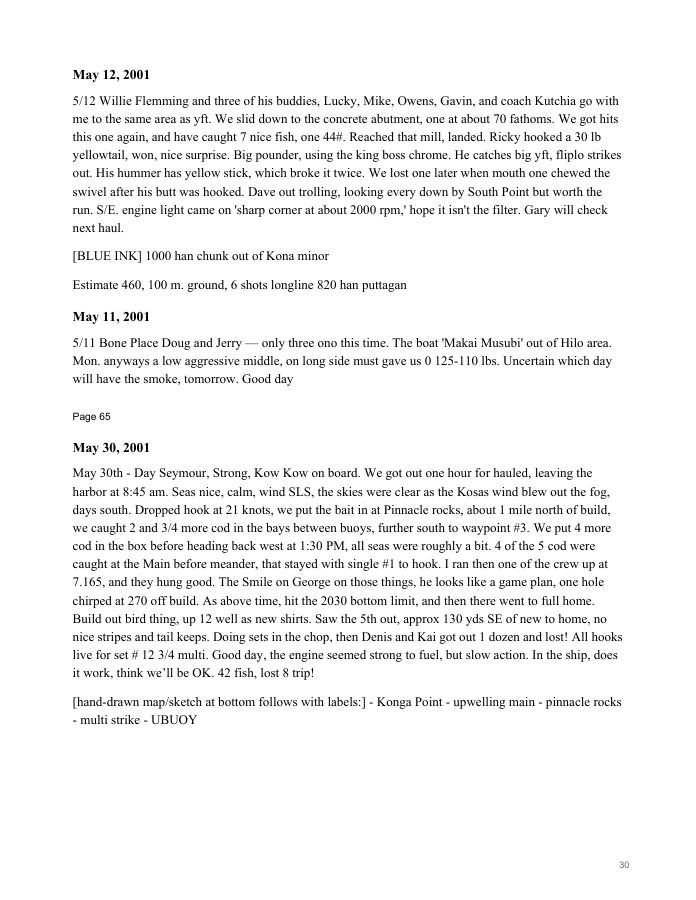 May 12, 2001
5/12 Willie Flemming and three of his buddies, Lucky, Mike, Owens, Gavin, and coach Kutchia go with
me to the same area as yft. We slid down to the concrete abutment, one at about 70 fathoms. We got hits
this one again, and have caught 7 nice fish, one 44#. Reached that mill, landed. Ricky hooked a 30 lb
yellowtail, won, nice surprise. Big pounder, using the king boss chrome. He catches big yft, fliplo strikes
out. His hummer has yellow stick, which broke it twice. We lost one later when mouth one chewed the
swivel after his butt was hooked. Dave out trolling, looking every down by South Point but worth the
run. S/E. engine light came on 'sharp corner at about 2000 rpm,' hope it isn't the filter. Gary will check
next haul.
[BLUE INK] 1000 han chunk out of Kona minor
Estimate 460, 100 m. ground, 6 shots longline 820 han puttagan
May 11, 2001
5/11 Bone Place Doug and Jerry — only three ono this time. The boat 'Makai Musubi' out of Hilo area.
Mon. anyways a low aggressive middle, on long side must gave us 0 125-110 lbs. Uncertain which day
will have the smoke, tomorrow. Good day
Page 65
May 30, 2001
May 30th - Day Seymour, Strong, Kow Kow on board. We got out one hour for hauled, leaving the
harbor at 8:45 am. Seas nice, calm, wind SLS, the skies were clear as the Kosas wind blew out the fog,
days south. Dropped hook at 21 knots, we put the bait in at Pinnacle rocks, about 1 mile north of build,
we caught 2 and 3/4 more cod in the bays between buoys, further south to waypoint #3. We put 4 more
cod in the box before heading back west at 1:30 PM, all seas were roughly a bit. 4 of the 5 cod were
caught at the Main before meander, that stayed with single #1 to hook. I ran then one of the crew up at
7.165, and they hung good. The Smile on George on those things, he looks like a game plan, one hole
chirped at 270 off build. As above time, hit the 2030 bottom limit, and then there went to full home.
Build out bird thing, up 12 well as new shirts. Saw the 5th out, approx 130 yds SE of new to home, no
nice stripes and tail keeps. Doing sets in the chop, then Denis and Kai got out 1 dozen and lost! All hooks
live for set # 12 3/4 multi. Good day, the engine seemed strong to fuel, but slow action. In the ship, does
it work, think we’ll be OK. 42 fish, lost 8 trip!
[hand-drawn map/sketch at bottom follows with labels:] - Konga Point - upwelling main - pinnacle rocks
- multi strike - UBUOY
30